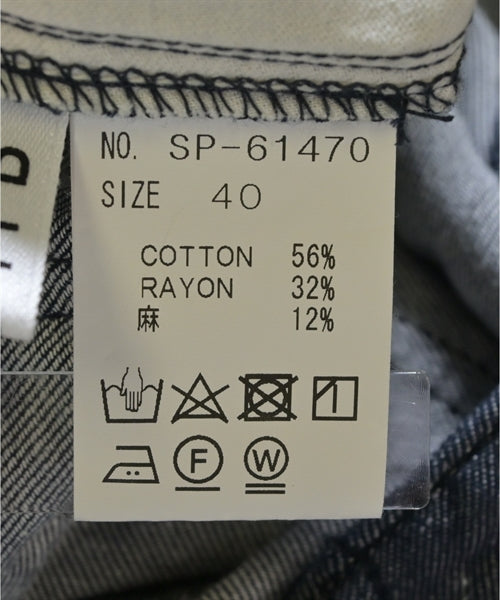 NO. SP-61470
SIZE 40
COTTON 56%
RAYON 32%
麻 12%
F W